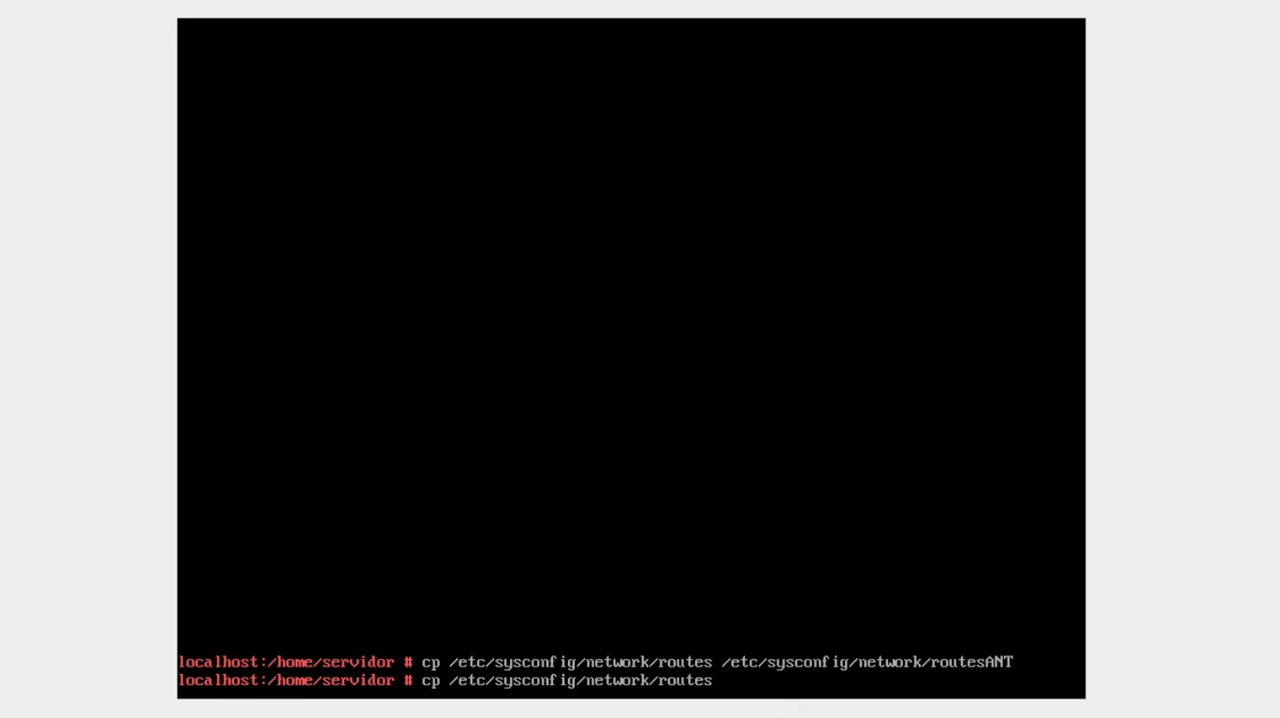 localhost:/home/servidor # cp /etc/sysconfig/network/routes /etc/sysconfig/network/routesANT
localhost:/home/servidor # cp /etc/sysconfig/network/routes